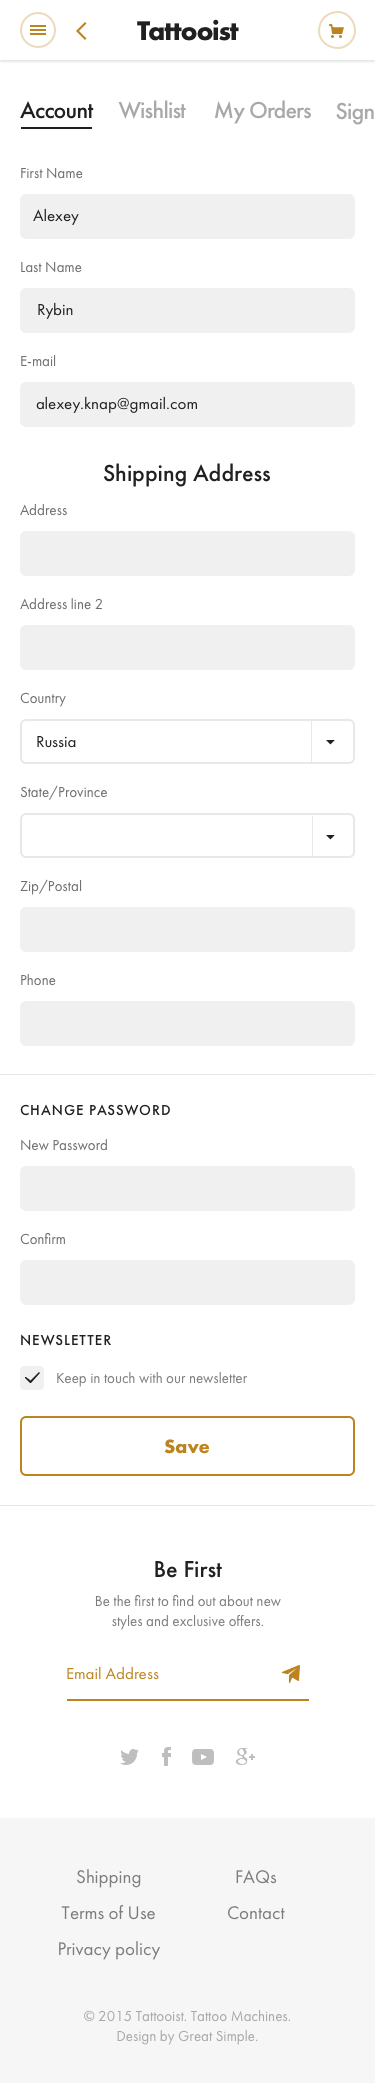 Tattooist
Account Wishlist My Orders Sign
First Name
Alexey
Last Name
Rybin
E-mail
alexey.knap@gmail.com
Shipping Address
Address
Address line 2
Country
Russia
State/Province
Zip/Postal
Phone
CHANGE PASSWORD
New Password
Confirm
NEWSLETTER
Keep in touch with our newsletter
Save
Be First
Be the first to find out about new
styles and exclusive offers.
Email Address
Shipping FAQs
Terms of Use Contact
Privacy policy
© 2015 Tattooist. Tattoo Machines.
Design by Great Simple.